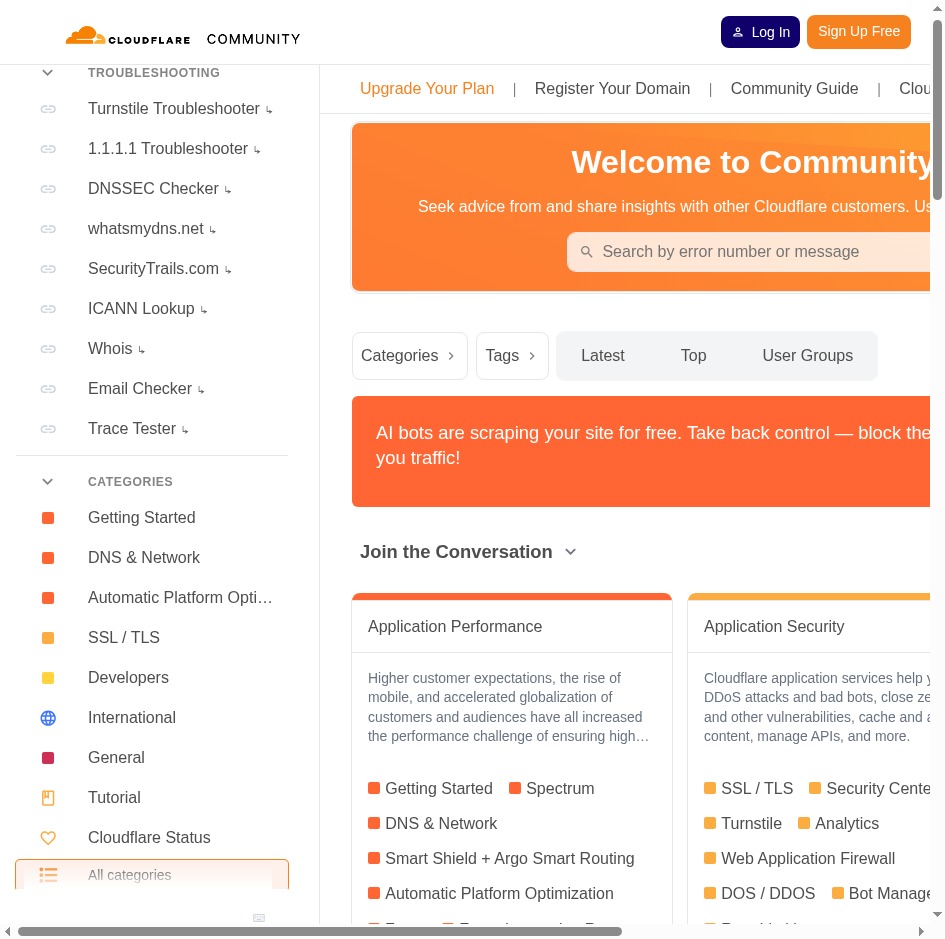 CLOUDFLARE COMMUNITY
Log In
Sign Up Free
TROUBLESHOOTING
Turnstile Troubleshooter
1.1.1.1 Troubleshooter
DNSSEC Checker
whatsmydns.net
SecurityTrails.com
ICANN Lookup
Whois
Email Checker
Trace Tester
CATEGORIES
Getting Started
DNS & Network
Automatic Platform Opti…
SSL / TLS
Developers
International
General
Tutorial
Cloudflare Status
All categories
Upgrade Your Plan | Register Your Domain | Community Guide | Clou
Welcome to Community
Seek advice from and share insights with other Cloudflare customers. Us
Search by error number or message
Categories
Tags
Latest
Top
User Groups
AI bots are scraping your site for free. Take back control — block the
you traffic!
Join the Conversation
Application Performance
Higher customer expectations, the rise of
mobile, and accelerated globalization of
customers and audiences have all increased
the performance challenge of ensuring high…
Getting Started
Spectrum
DNS & Network
Smart Shield + Argo Smart Routing
Automatic Platform Optimization
Application Security
Cloudflare application services help y
DDoS attacks and bad bots, close ze
and other vulnerabilities, cache and a
content, manage APIs, and more.
SSL / TLS
Security Cente
Turnstile
Analytics
Web Application Firewall
DOS / DDOS
Bot Manage